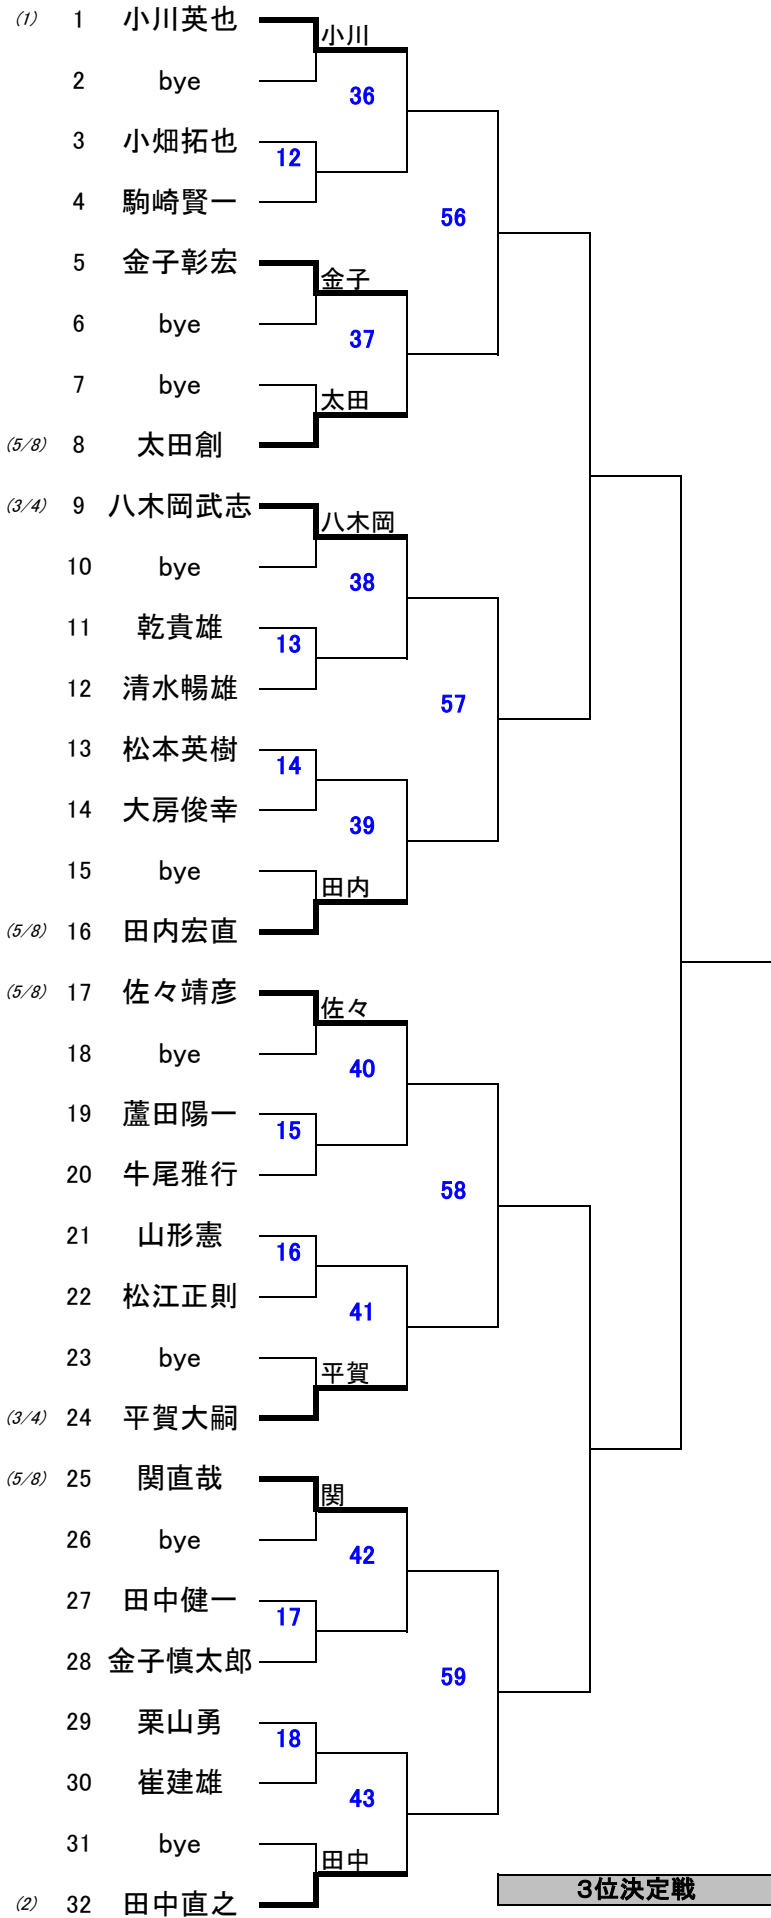 (1) 1 小川英也
小川
2 bye
36
3 小畑拓也
12
4 駒崎賢一
56
5 金子彰宏
金子
6 bye
37
7 bye
太田
(5/8) 8 太田創
(3/4) 9 八木岡武志
八木岡
10 bye
38
11 乾貴雄
13
12 清水暢雄
57
13 松本英樹
14
14 大房俊幸
39
15 bye
田内
(5/8) 16 田内宏直
(5/8) 17 佐々靖彦
佐々
18 bye
40
19 蘆田陽一
15
20 牛尾雅行
58
21 山形憲
16
22 松江正則
41
23 bye
平賀
(3/4) 24 平賀大嗣
(5/8) 25 関直哉
関
26 bye
42
27 田中健一
17
28 金子慎太郎
59
29 栗山勇
18
30 崔建雄
43
31 bye
田中
3位決定戦
(2) 32 田中直之